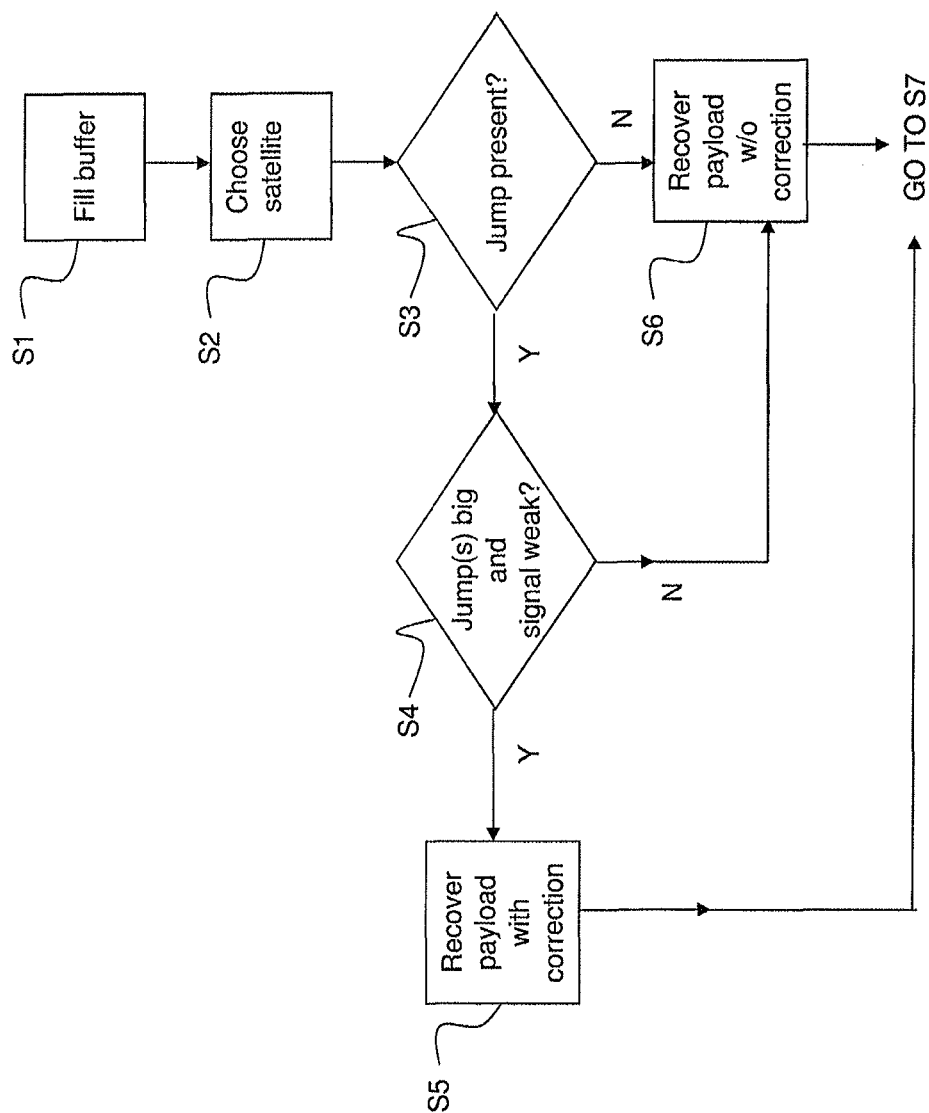 S1
Fill buffer
S2
Choose
satellite
S3
Jump present?
Y
N
S4
Jump(s) big
and
signal weak?
Y
N
S5
Recover
payload
with
correction
S6
Recover
payload
w/o
correction
GO TO S7